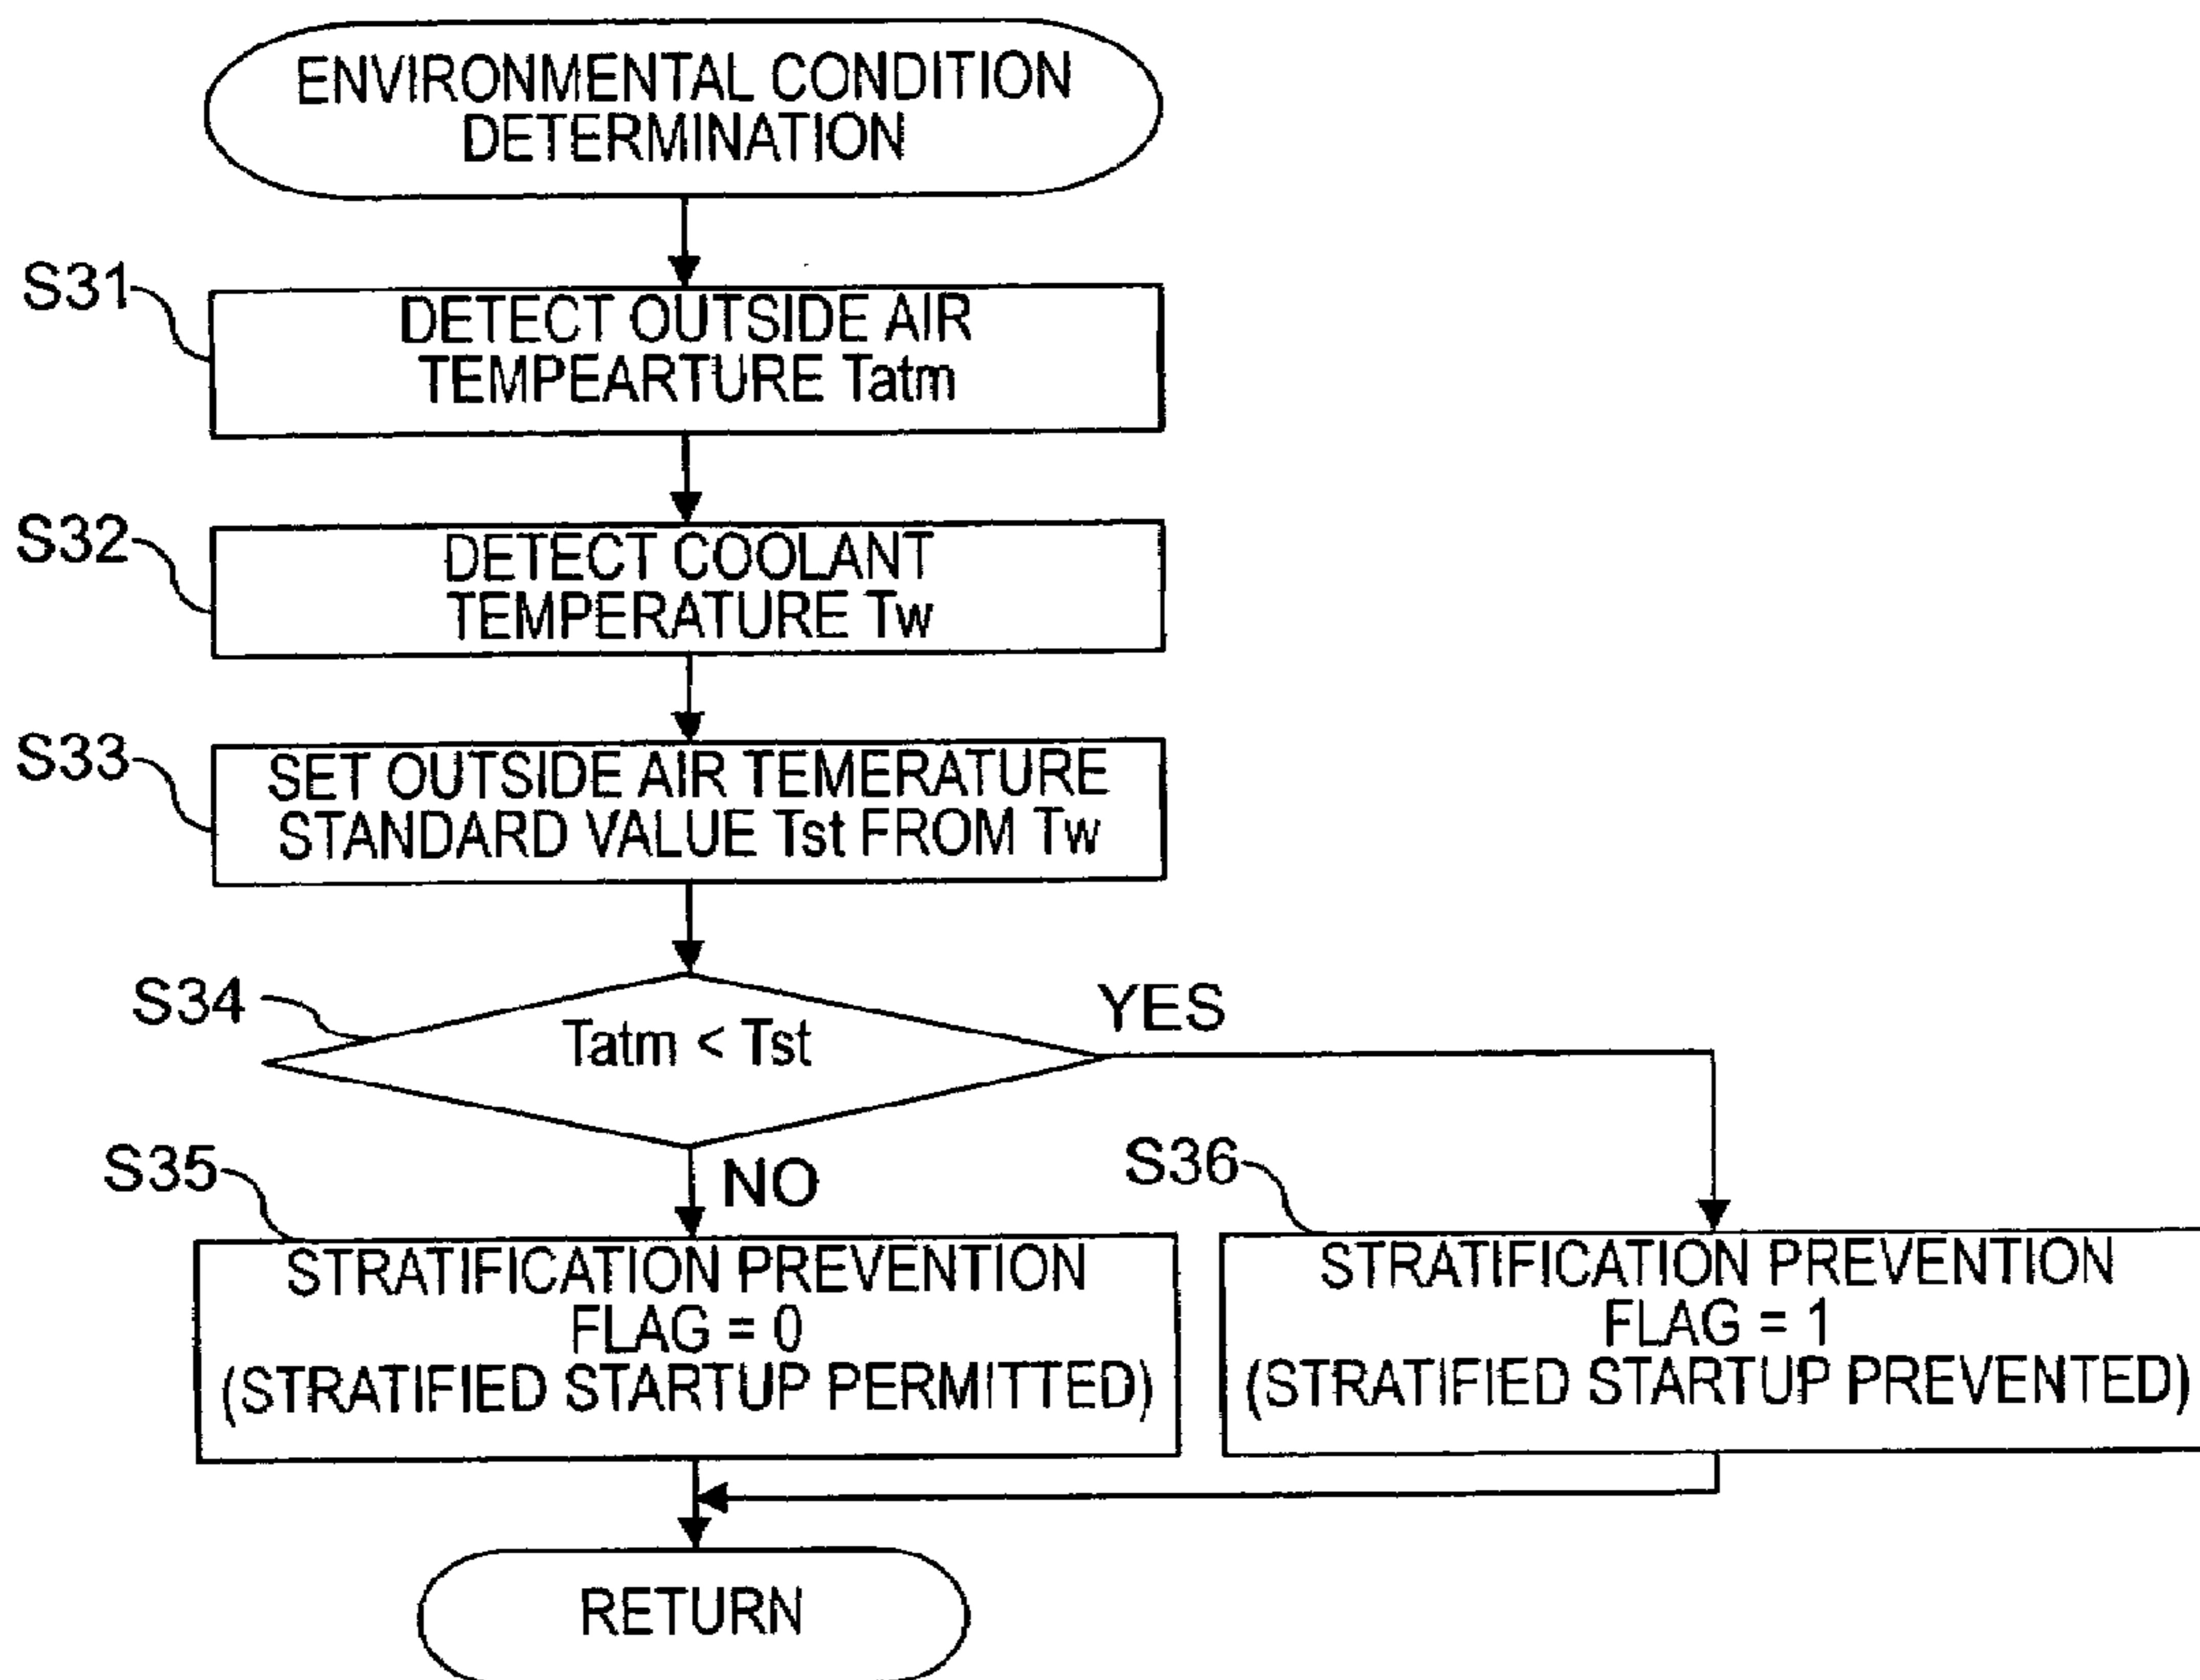 ENVIRONMENTAL CONDITION
DETERMINATION
S31
DETECT OUTSIDE AIR
TEMPEARTURE Tatm
S32
DETECT COOLANT
TEMPERATURE Tw
S33
SET OUTSIDE AIR TEMERATURE
STANDARD VALUE Tst FROM Tw
S34
Tatm < Tst
YES
S35
NO
S36
STRATIFICATION PREVENTION
FLAG = 0
(STRATIFIED STARTUP PERMITTED)
STRATIFICATION PREVENTION
FLAG = 1
(STRATIFIED STARTUP PREVENTED)
RETURN